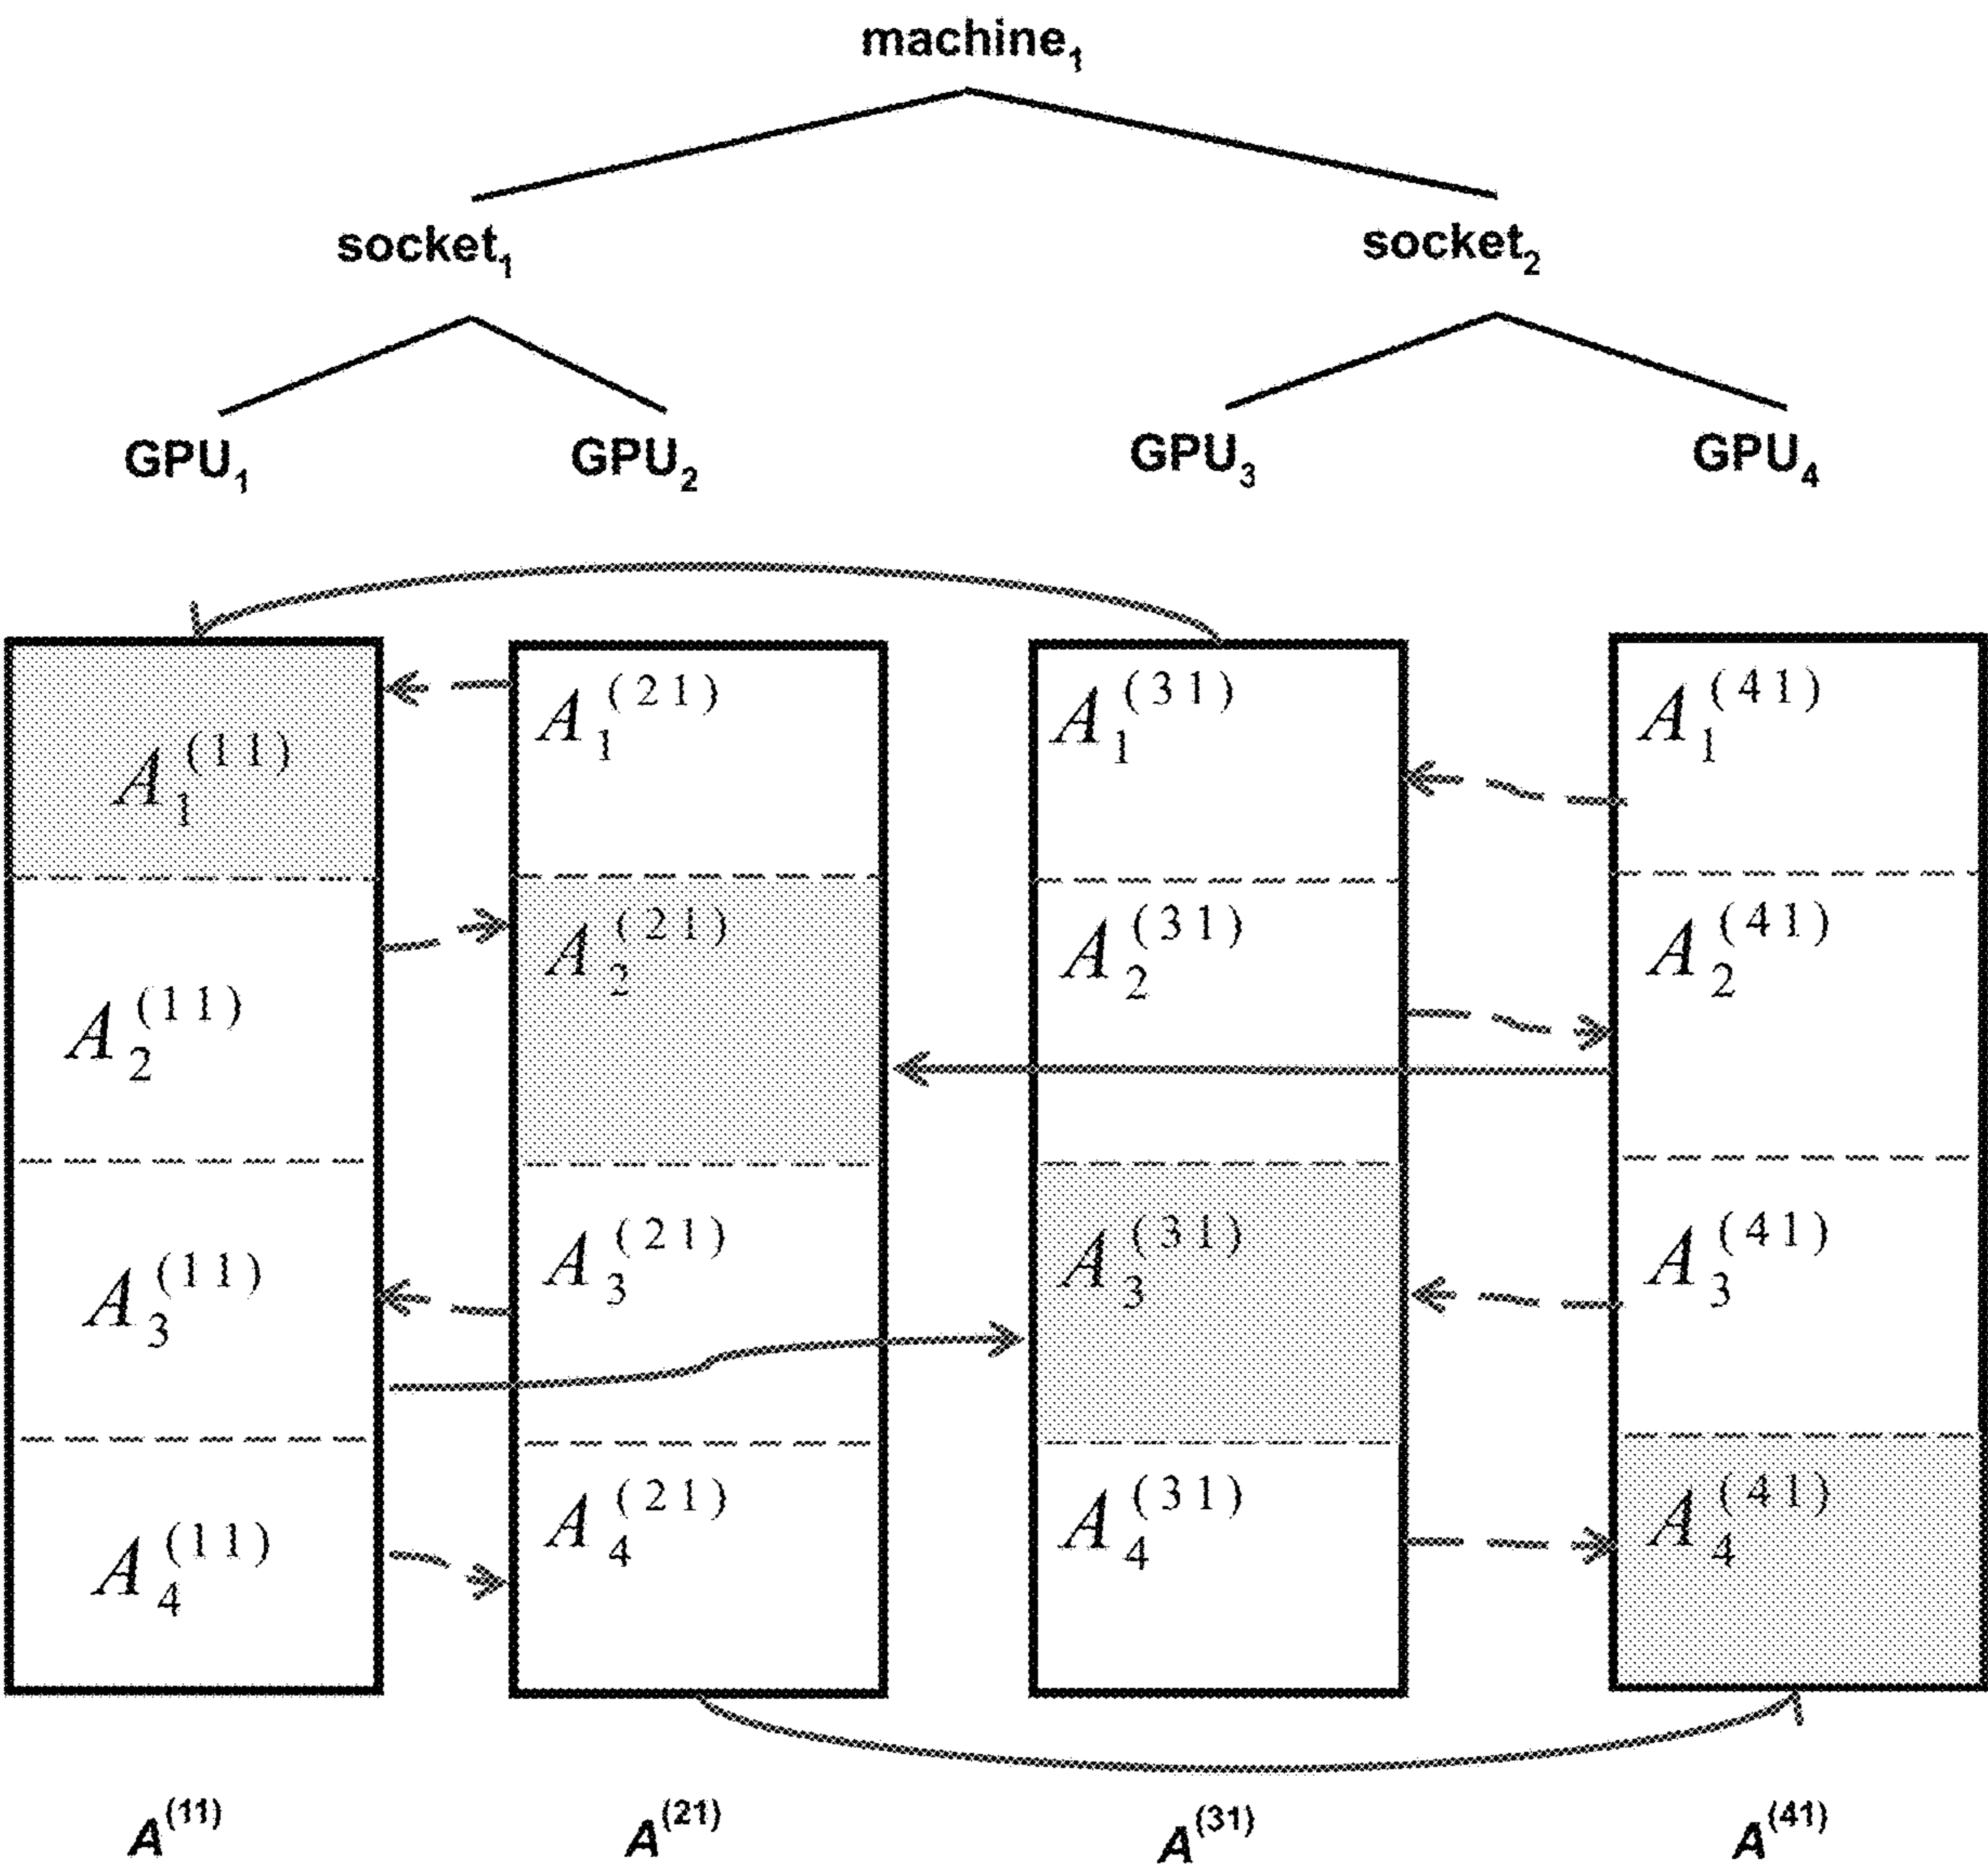 machine₁
socket₁ socket₂
GPU₁ GPU₂ GPU₃ GPU₄
A₁⁽¹¹⁾ A₁⁽²¹⁾ A₁⁽³¹⁾ A₁⁽⁴¹⁾
A₂⁽¹¹⁾ A₂⁽²¹⁾ A₂⁽³¹⁾ A₂⁽⁴¹⁾
A₃⁽¹¹⁾ A₃⁽²¹⁾ A₃⁽³¹⁾ A₃⁽⁴¹⁾
A₄⁽¹¹⁾ A₄⁽²¹⁾ A₄⁽³¹⁾ A₄⁽⁴¹⁾
A⁽¹¹⁾ A⁽²¹⁾ A⁽³¹⁾ A⁽⁴¹⁾